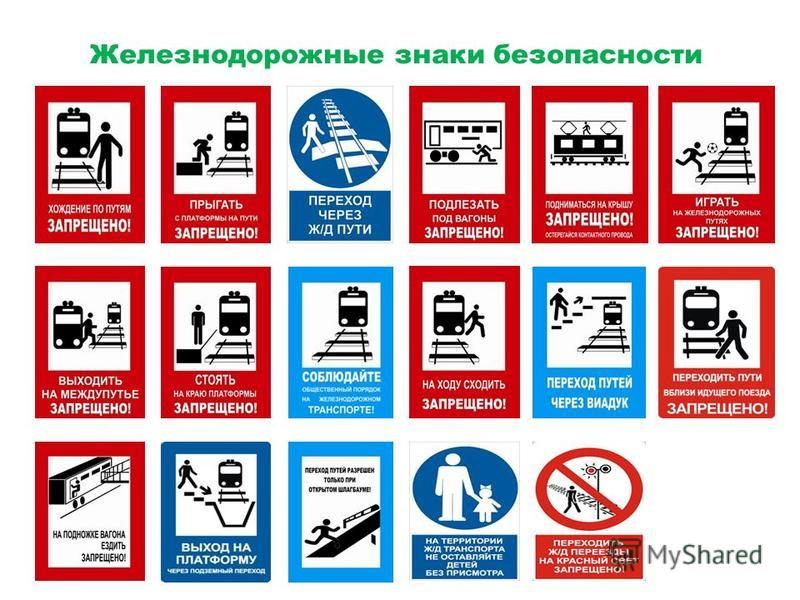 Железнодорожные знаки безопасности
ХОЖДЕНИЕ ПО ПУТЯМ
ЗАПРЕЩЕНО!
ПРЫГАТЬ
С ПЛАТФОРМЫ НА ПУТИ
ЗАПРЕЩЕНО!
ПЕРЕХОД
ЧЕРЕЗ
Ж/Д ПУТИ
ПОДЛЕЗАТЬ
ПОД ВАГОНЫ
ЗАПРЕЩЕНО!
ПОДНИМАТЬСЯ НА КРЫШУ
ЗАПРЕЩЕНО!
ОСТЕРЕГАЙСЯ КОНТАКТНОГО ПРОВОДА
ИГРАТЬ
НА ЖЕЛЕЗНОДОРОЖНЫХ
ПУТЯХ
ЗАПРЕЩЕНО!
ВЫХОДИТЬ
НА МЕЖДУПУТЬЕ
ЗАПРЕЩЕНО!
СТОЯТЬ
НА КРАЮ ПЛАТФОРМЫ
ЗАПРЕЩЕНО!
СОБЛЮДАЙТЕ
ОБЩЕСТВЕННЫЙ ПОРЯДОК
НА ЖЕЛЕЗНОДОРОЖНОМ
ТРАНСПОРТЕ!
НА ХОДУ СХОДИТЬ
ЗАПРЕЩЕНО!
ПЕРЕХОД ПУТЕЙ
ЧЕРЕЗ ВИАДУК
ПЕРЕХОДИТЬ ПУТИ
ВБЛИЗИ ИДУЩЕГО ПОЕЗДА
ЗАПРЕЩЕНО!
НА ПОДНОЖКЕ ВАГОНА
ЕЗДИТЬ
ЗАПРЕЩЕНО!
ВЫХОД НА
ПЛАТФОРМУ
ЧЕРЕЗ ПОДЗЕМНЫЙ ПЕРЕХОД
ПЕРЕХОД ПУТЕЙ РАЗРЕШЕН
ТОЛЬКО ПРИ
ОТКРЫТОМ ШЛАГБАУМЕ!
НА ТЕРРИТОРИИ
Ж/Д ТРАНСПОРТА
НЕ ОСТАВЛЯЙТЕ
ДЕТЕЙ
БЕЗ ПРИСМОТРА
ПЕРЕХОДИТЬ
Ж/Д ПЕРЕЕЗДЫ
НА КРАСНЫЙ СВЕТ
ЗАПРЕЩЕНО!
MyShared